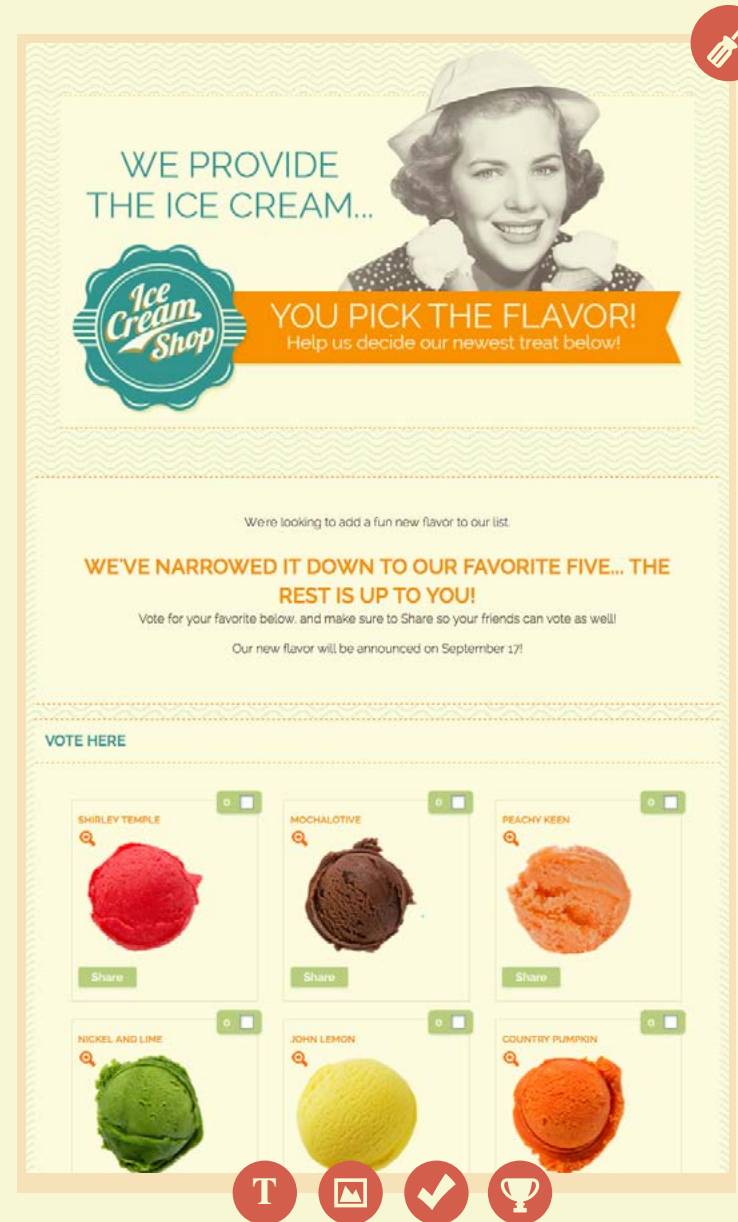 WE PROVIDE
THE ICE CREAM...
Ice
Cream
Shop
YOU PICK THE FLAVOR!
Help us decide our newest treat below!
We're looking to add a fun new flavor to our list.
WE'VE NARROWED IT DOWN TO OUR FAVORITE FIVE... THE
REST IS UP TO YOU!
Vote for your favorite below, and make sure to Share so your friends can vote as well!
Our new flavor will be announced on September 17!
VOTE HERE
0
0
0
SHIRLEY TEMPLE
MOCHALOTIVE
PEACHY KEEN
Share
Share
Share
0
0
0
NICKEL AND LIME
JOHN LEMON
COUNTRY PUMPKIN
T